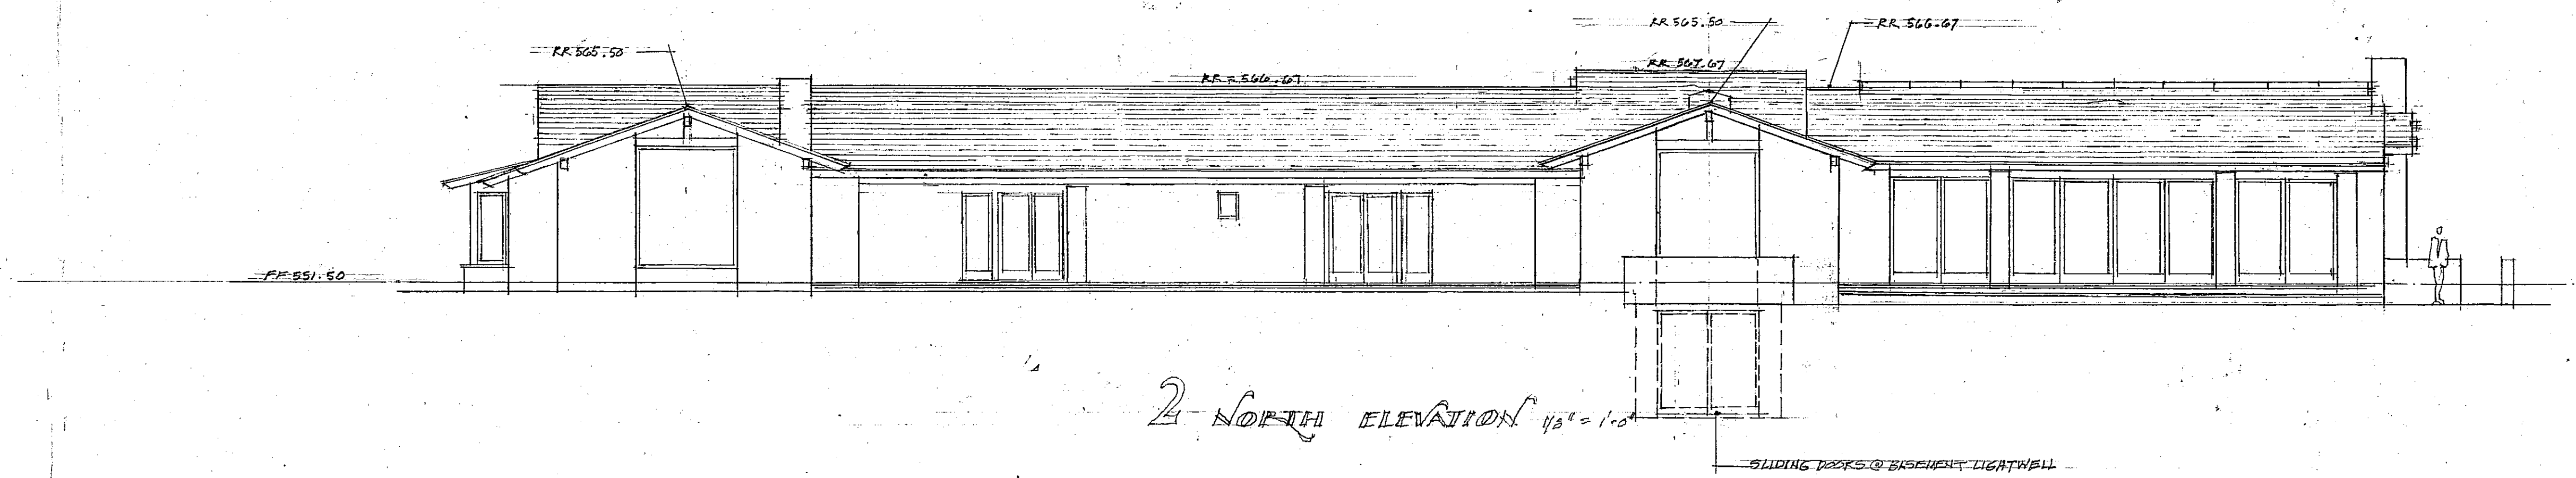 RR 565.50
RR 565.50
RR 566.67
RR 567.67
RR = 566.67
FF 551.50
2 NORTH ELEVATION 1/8" = 1'-0"
SLIDING DOORS @ BASEMENT LIGHTWELL